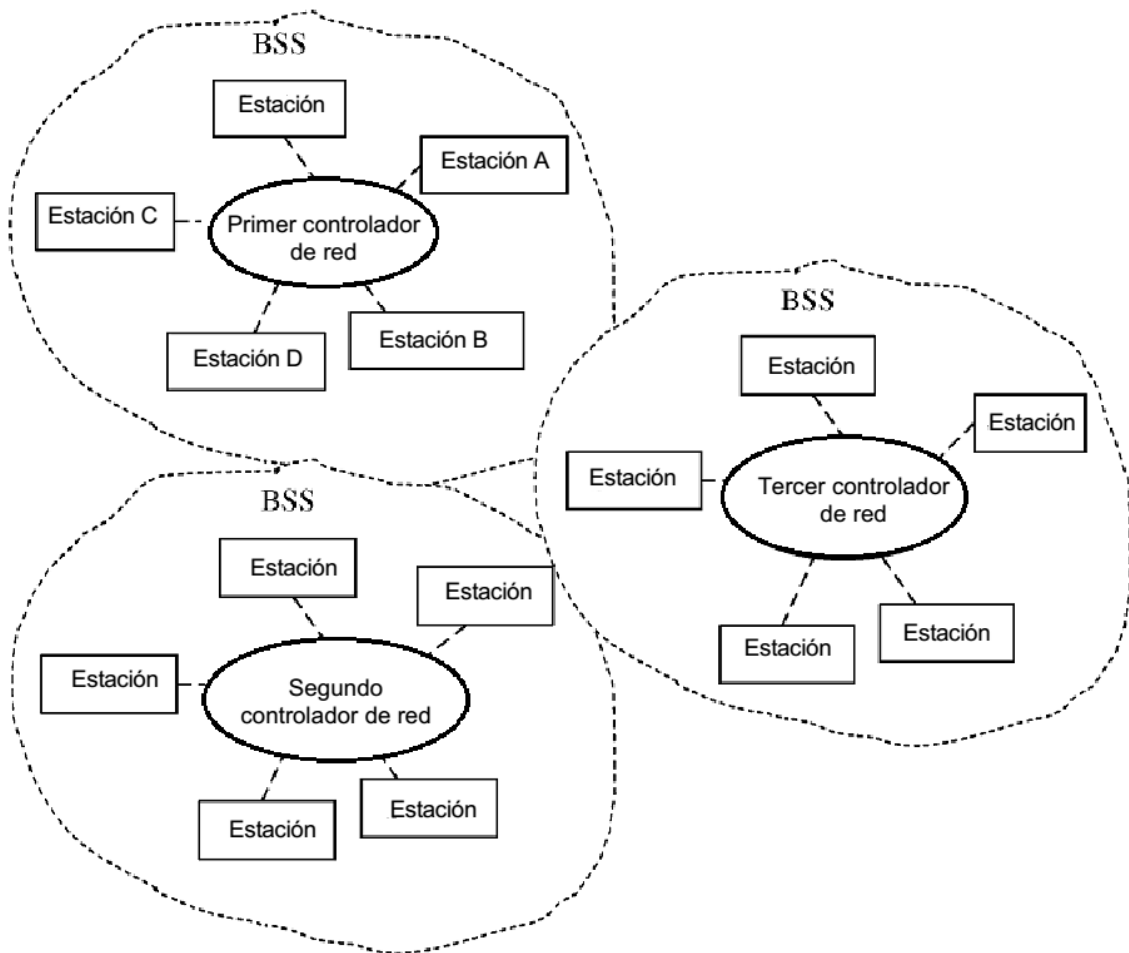 BSS
Estación
Estación A
Estación C
Primer controlador
de red
Estación D
Estación B
BSS
Estación
Estación
Estación
Tercer controlador
de red
Estación
Estación
BSS
Estación
Estación
Estación
Segundo
controlador de red
Estación
Estación